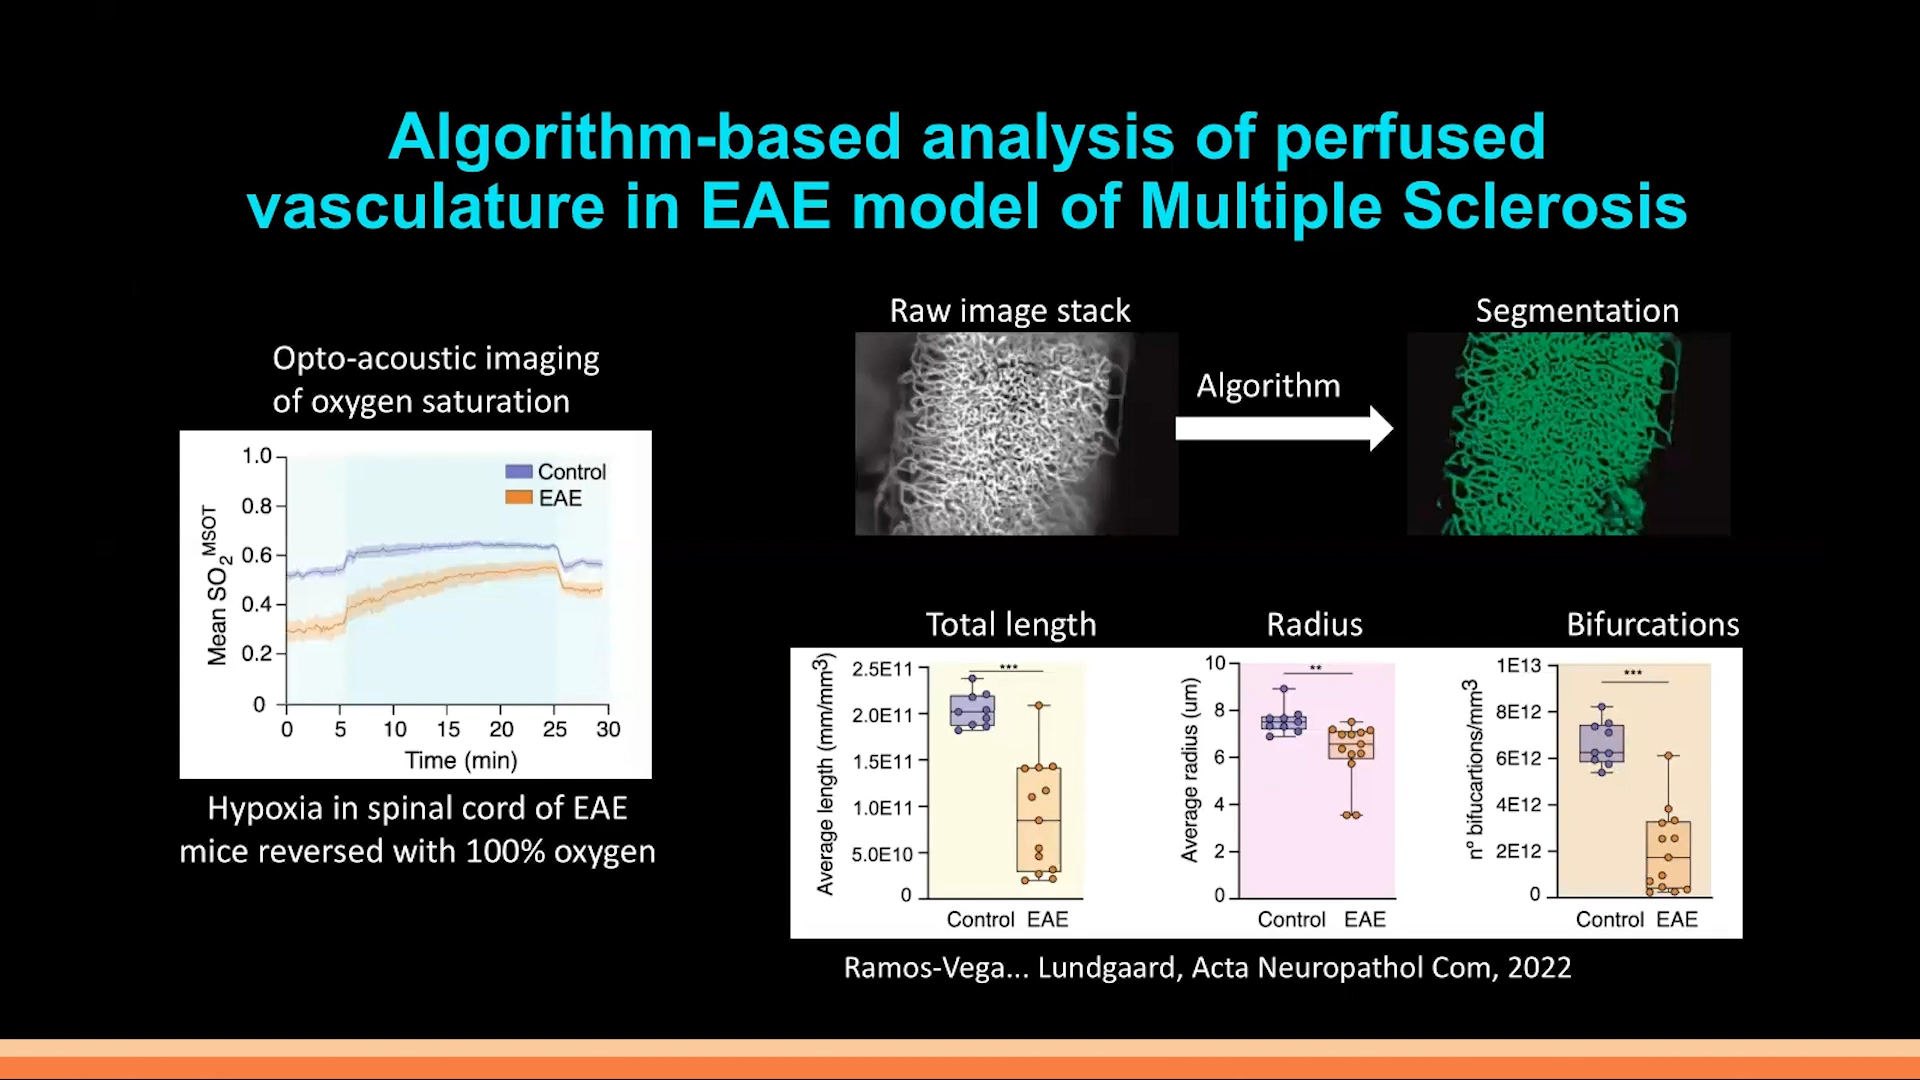 Algorithm-based analysis of perfused
vasculature in EAE model of Multiple Sclerosis
Opto-acoustic imaging
of oxygen saturation
Mean SO2 MSOT
1.0
0.8
0.6
0.4
0.2
0
Control
EAE
0 5 10 15 20 25 30
Time (min)
Hypoxia in spinal cord of EAE
mice reversed with 100% oxygen
Raw image stack
Algorithm
Segmentation
Total length
Average length (mm/mm3)
2.5E11
2.0E11
1.5E11
1.0E11
5.0E10
0
***
Control EAE
Radius
Average radius (um)
10
8
6
4
2
0
**
Control EAE
Bifurcations
nº bifucartions/mm3
1E13
8E12
6E12
4E12
2E12
0
***
Control EAE
Ramos-Vega... Lundgaard, Acta Neuropathol Com, 2022